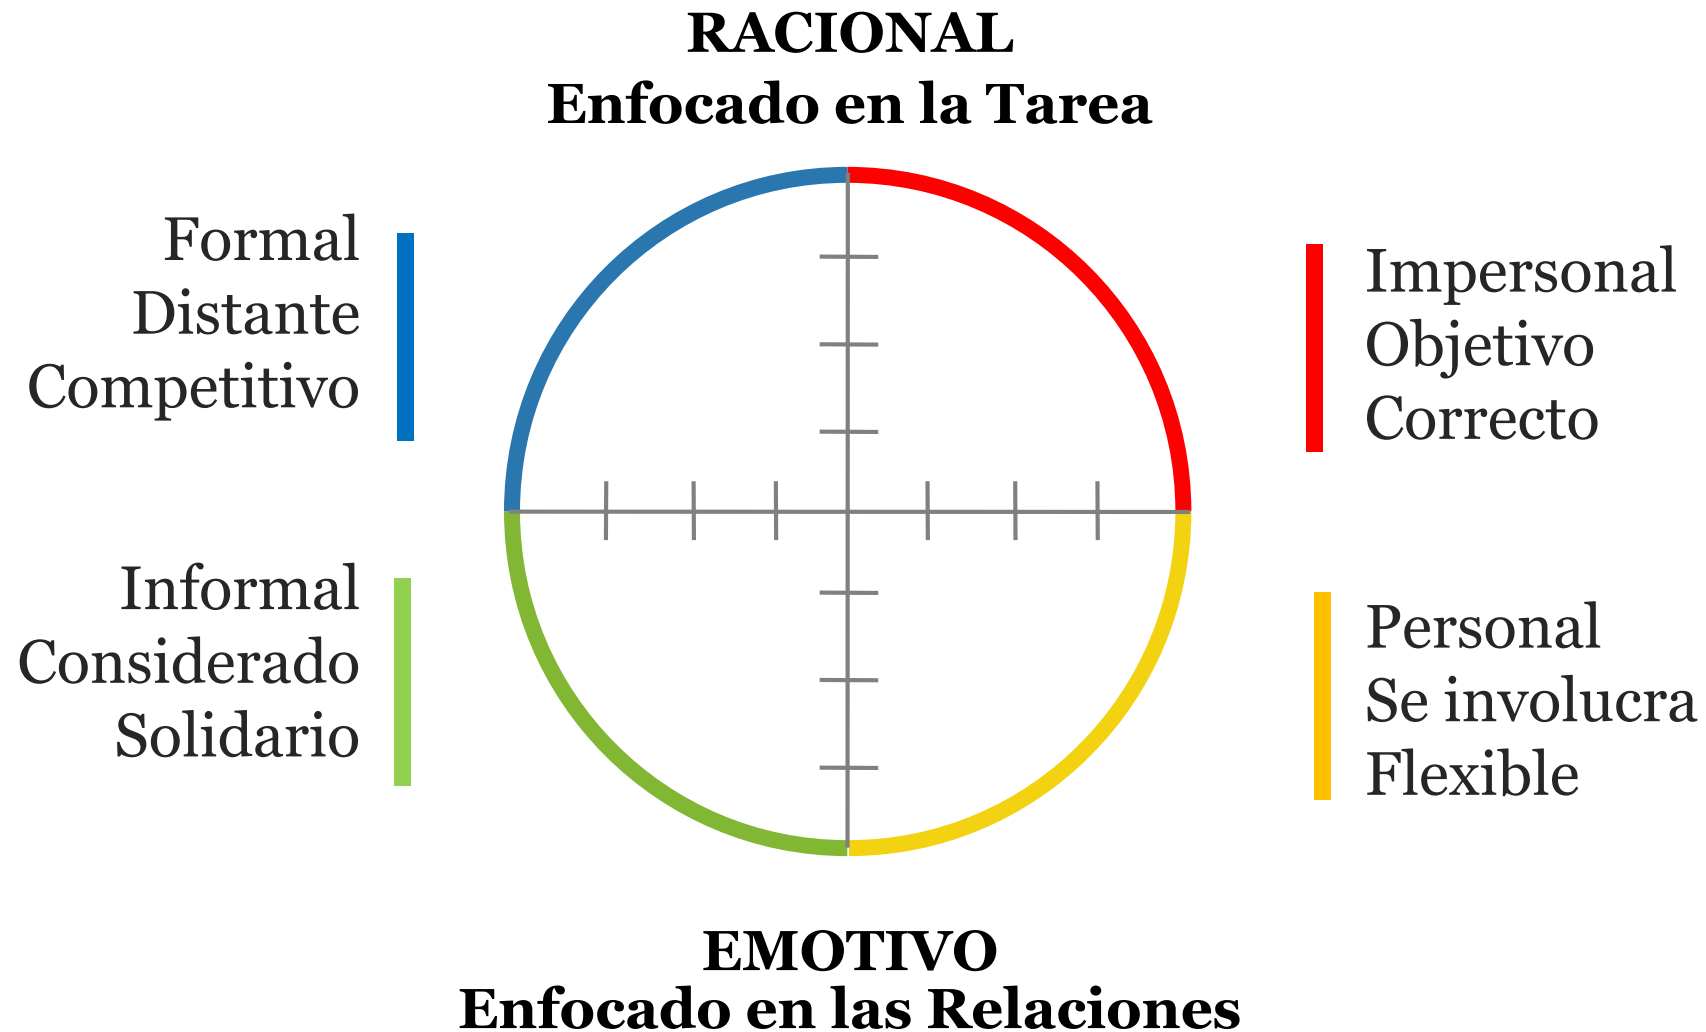 RACIONAL
Enfocado en la Tarea
Formal
Distante
Competitivo
Impersonal
Objetivo
Correcto
Informal
Considerado
Solidario
Personal
Se involucra
Flexible
EMOTIVO
Enfocado en las Relaciones